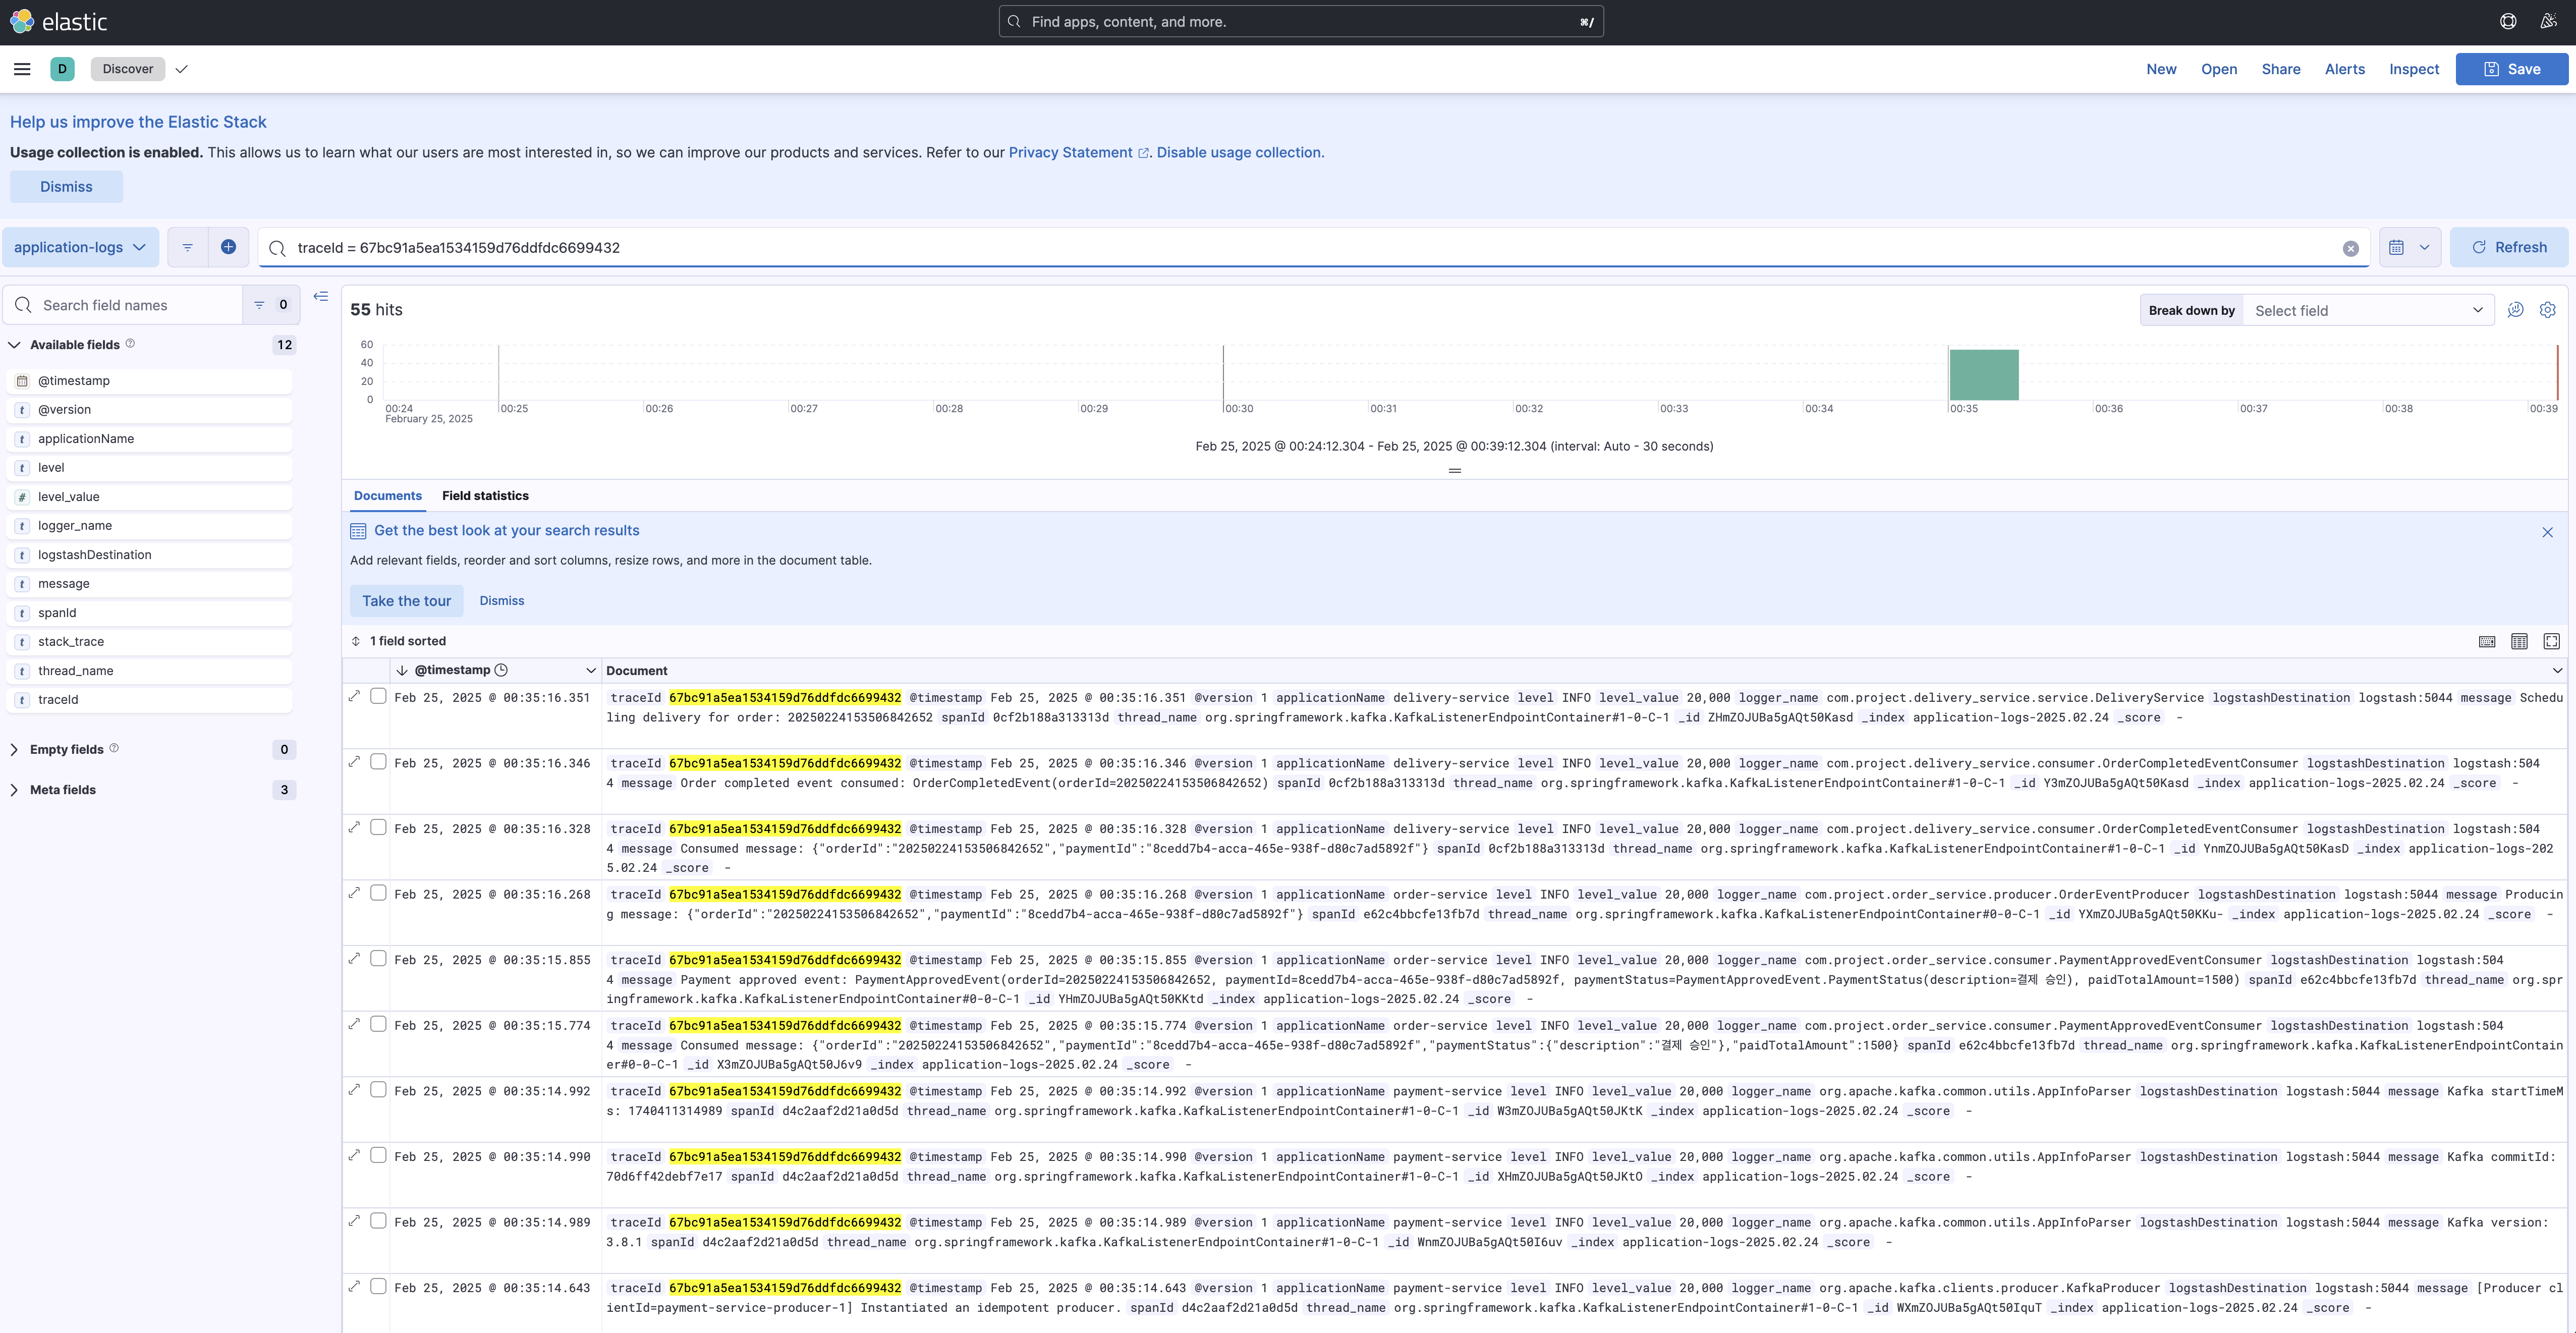 elastic
Find apps, content, and more.
⌘/
D
Discover
New
Open
Share
Alerts
Inspect
Save
Help us improve the Elastic Stack
Usage collection is enabled. This allows us to learn what our users are most interested in, so we can improve our products and services. Refer to our Privacy Statement. Disable usage collection.
Dismiss
application-logs
traceId = 67bc91a5ea1534159d76ddfdc6699432
Refresh
Search field names
0
Available fields
12
@timestamp
@version
applicationName
level
level_value
logger_name
logstashDestination
message
spanId
stack_trace
thread_name
traceId
Empty fields
0
Meta fields
3
55 hits
Break down by
Select field
60
40
20
0
00:24
February 25, 2025
00:25
00:26
00:27
00:28
00:29
00:30
00:31
00:32
00:33
00:34
00:35
00:36
00:37
00:38
00:39
Feb 25, 2025 @ 00:24:12.304 - Feb 25, 2025 @ 00:39:12.304 (interval: Auto - 30 seconds)
Documents
Field statistics
Get the best look at your search results
Add relevant fields, reorder and sort columns, resize rows, and more in the document table.
Take the tour
Dismiss
1 field sorted
@timestamp
Document
Feb 25, 2025 @ 00:35:16.351
traceId 67bc91a5ea1534159d76ddfdc6699432 @timestamp Feb 25, 2025 @ 00:35:16.351 @version 1 applicationName delivery-service level INFO level_value 20,000 logger_name com.project.delivery_service.service.DeliveryService logstashDestination logstash:5044 message Schedu
ling delivery for order: 20250224153506842652 spanId 0cf2b188a313313d thread_name org.springframework.kafka.KafkaListenerEndpointContainer#1-0-C-1 _id ZHmZOJUBa5gAQt50Kasd _index application-logs-2025.02.24 _score -
Feb 25, 2025 @ 00:35:16.346
traceId 67bc91a5ea1534159d76ddfdc6699432 @timestamp Feb 25, 2025 @ 00:35:16.346 @version 1 applicationName delivery-service level INFO level_value 20,000 logger_name com.project.delivery_service.consumer.OrderCompletedEventConsumer logstashDestination logstash:504
4 message Order completed event consumed: OrderCompletedEvent(orderId=20250224153506842652) spanId 0cf2b188a313313d thread_name org.springframework.kafka.KafkaListenerEndpointContainer#1-0-C-1 _id Y3mZOJUBa5gAQt50Kasd _index application-logs-2025.02.24 _score -
Feb 25, 2025 @ 00:35:16.328
traceId 67bc91a5ea1534159d76ddfdc6699432 @timestamp Feb 25, 2025 @ 00:35:16.328 @version 1 applicationName delivery-service level INFO level_value 20,000 logger_name com.project.delivery_service.consumer.OrderCompletedEventConsumer logstashDestination logstash:504
4 message Consumed message: {"orderId":"20250224153506842652","paymentId":"8cedd7b4-acca-465e-938f-d80c7ad5892f"} spanId 0cf2b188a313313d thread_name org.springframework.kafka.KafkaListenerEndpointContainer#1-0-C-1 _id YnmZOJUBa5gAQt50KasD _index application-logs-202
5.02.24 _score -
Feb 25, 2025 @ 00:35:16.268
traceId 67bc91a5ea1534159d76ddfdc6699432 @timestamp Feb 25, 2025 @ 00:35:16.268 @version 1 applicationName order-service level INFO level_value 20,000 logger_name com.project.order_service.producer.OrderEventProducer logstashDestination logstash:5044 message Producin
g message: {"orderId":"20250224153506842652","paymentId":"8cedd7b4-acca-465e-938f-d80c7ad5892f"} spanId e62c4bbcfe13fb7d thread_name org.springframework.kafka.KafkaListenerEndpointContainer#0-0-C-1 _id YXmZOJUBa5gAQt50KKu- _index application-logs-2025.02.24 _score -
Feb 25, 2025 @ 00:35:15.855
traceId 67bc91a5ea1534159d76ddfdc6699432 @timestamp Feb 25, 2025 @ 00:35:15.855 @version 1 applicationName order-service level INFO level_value 20,000 logger_name com.project.order_service.consumer.PaymentApprovedEventConsumer logstashDestination logstash:504
4 message Payment approved event: PaymentApprovedEvent(orderId=20250224153506842652, paymentId=8cedd7b4-acca-465e-938f-d80c7ad5892f, paymentStatus=PaymentApprovedEvent.PaymentStatus(description=결제 승인), paidTotalAmount=1500) spanId e62c4bbcfe13fb7d thread_name org.spr
ingframework.kafka.KafkaListenerEndpointContainer#0-0-C-1 _id YHmZOJUBa5gAQt50KKtd _index application-logs-2025.02.24 _score -
Feb 25, 2025 @ 00:35:15.774
traceId 67bc91a5ea1534159d76ddfdc6699432 @timestamp Feb 25, 2025 @ 00:35:15.774 @version 1 applicationName order-service level INFO level_value 20,000 logger_name com.project.order_service.consumer.PaymentApprovedEventConsumer logstashDestination logstash:504
4 message Consumed message: {"orderId":"20250224153506842652","paymentId":"8cedd7b4-acca-465e-938f-d80c7ad5892f","paymentStatus":{"description":"결제 승인"},"paidTotalAmount":1500} spanId e62c4bbcfe13fb7d thread_name org.springframework.kafka.KafkaListenerEndpointContain
er#0-0-C-1 _id X3mZOJUBa5gAQt50J6v9 _index application-logs-2025.02.24 _score -
Feb 25, 2025 @ 00:35:14.992
traceId 67bc91a5ea1534159d76ddfdc6699432 @timestamp Feb 25, 2025 @ 00:35:14.992 @version 1 applicationName payment-service level INFO level_value 20,000 logger_name org.apache.kafka.common.utils.AppInfoParser logstashDestination logstash:5044 message Kafka startTimeM
s: 1740411314989 spanId d4c2aaf2d21a0d5d thread_name org.springframework.kafka.KafkaListenerEndpointContainer#1-0-C-1 _id W3mZOJUBa5gAQt50JKtK _index application-logs-2025.02.24 _score -
Feb 25, 2025 @ 00:35:14.990
traceId 67bc91a5ea1534159d76ddfdc6699432 @timestamp Feb 25, 2025 @ 00:35:14.990 @version 1 applicationName payment-service level INFO level_value 20,000 logger_name org.apache.kafka.common.utils.AppInfoParser logstashDestination logstash:5044 message Kafka commitId:
70d6ff42debf7e17 spanId d4c2aaf2d21a0d5d thread_name org.springframework.kafka.KafkaListenerEndpointContainer#1-0-C-1 _id XHmZOJUBa5gAQt50JKtO _index application-logs-2025.02.24 _score -
Feb 25, 2025 @ 00:35:14.989
traceId 67bc91a5ea1534159d76ddfdc6699432 @timestamp Feb 25, 2025 @ 00:35:14.989 @version 1 applicationName payment-service level INFO level_value 20,000 logger_name org.apache.kafka.common.utils.AppInfoParser logstashDestination logstash:5044 message Kafka version:
3.8.1 spanId d4c2aaf2d21a0d5d thread_name org.springframework.kafka.KafkaListenerEndpointContainer#1-0-C-1 _id WnmZOJUBa5gAQt50I6uv _index application-logs-2025.02.24 _score -
Feb 25, 2025 @ 00:35:14.643
traceId 67bc91a5ea1534159d76ddfdc6699432 @timestamp Feb 25, 2025 @ 00:35:14.643 @version 1 applicationName payment-service level INFO level_value 20,000 logger_name org.apache.kafka.clients.producer.KafkaProducer logstashDestination logstash:5044 message [Producer cl
ientId=payment-service-producer-1] Instantiated an idempotent producer. spanId d4c2aaf2d21a0d5d thread_name org.springframework.kafka.KafkaListenerEndpointContainer#1-0-C-1 _id WXmZOJUBa5gAQt50IquT _index application-logs-2025.02.24 _score -